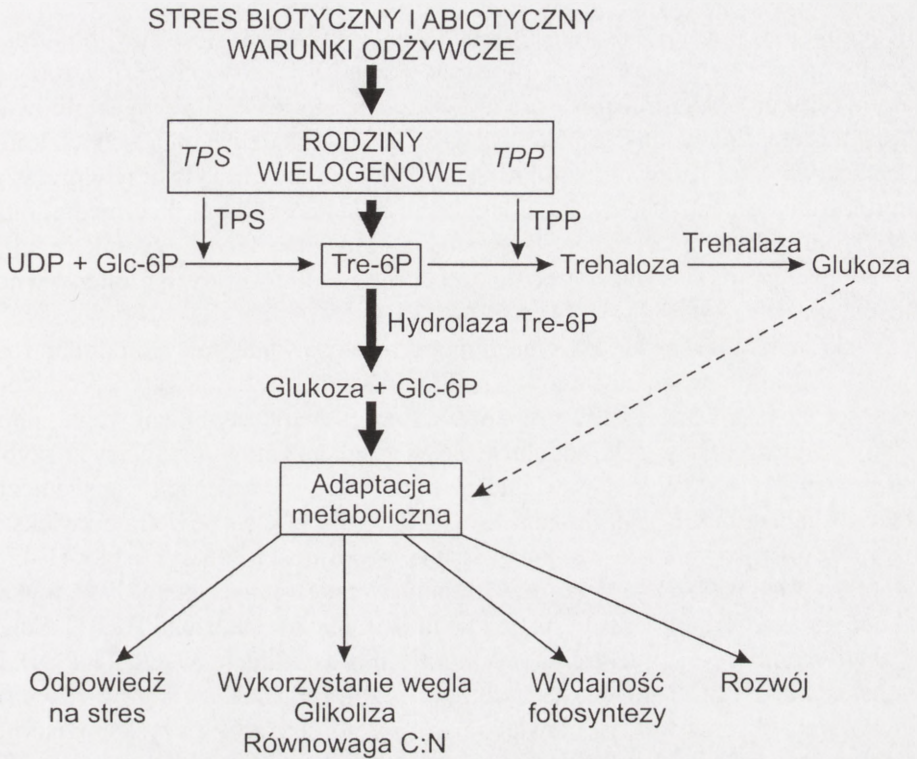 STRES BIOTYCZNY I ABIOTYCZNY
WARUNKI ODŻYWCZE
TPS RODZINY WIELOGENOWE TPP
TPS
TPP
UDP + Glc-6P
Tre-6P
Trehaloza
Trehalaza
Glukoza
Hydrolaza Tre-6P
Glukoza + Glc-6P
Adaptacja
metaboliczna
Odpowiedź
na stres
Wykorzystanie węgla
Glikoliza
Równowaga C:N
Wydajność
fotosyntezy
Rozwój